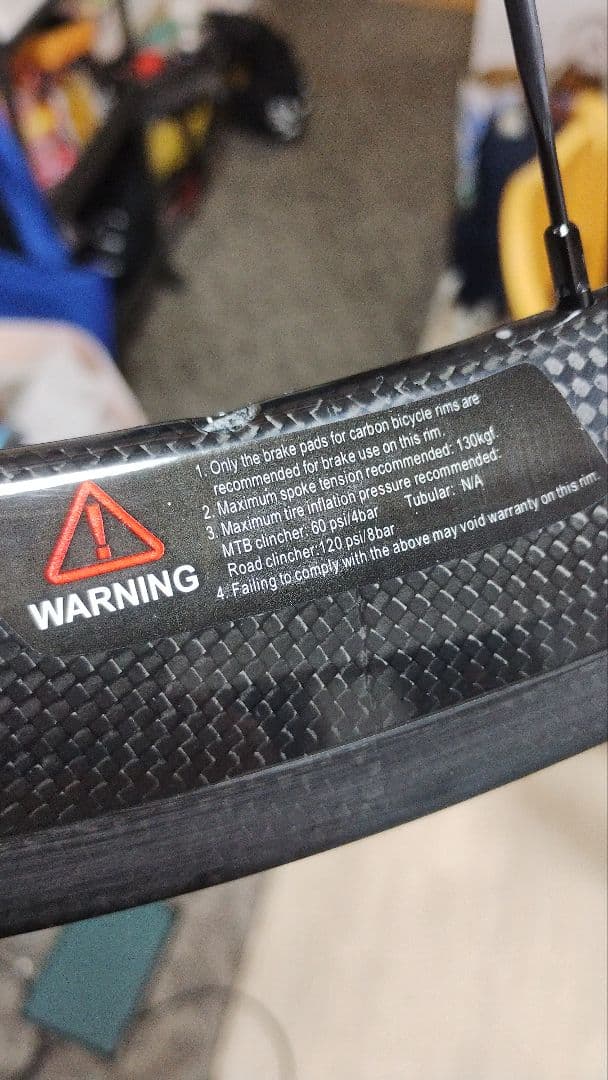 WARNING
1. Only the brake pads for carbon bicycle rims are
recommended for brake use on this rim.
2. Maximum spoke tension recommended: 130kgf
3. Maximum tire inflation pressure recommended:
MTB clincher: 60 psi/4bar Tubular: N/A
Road clincher:120 psi/8bar
4. Failing to comply with the above may void warranty on this rim.